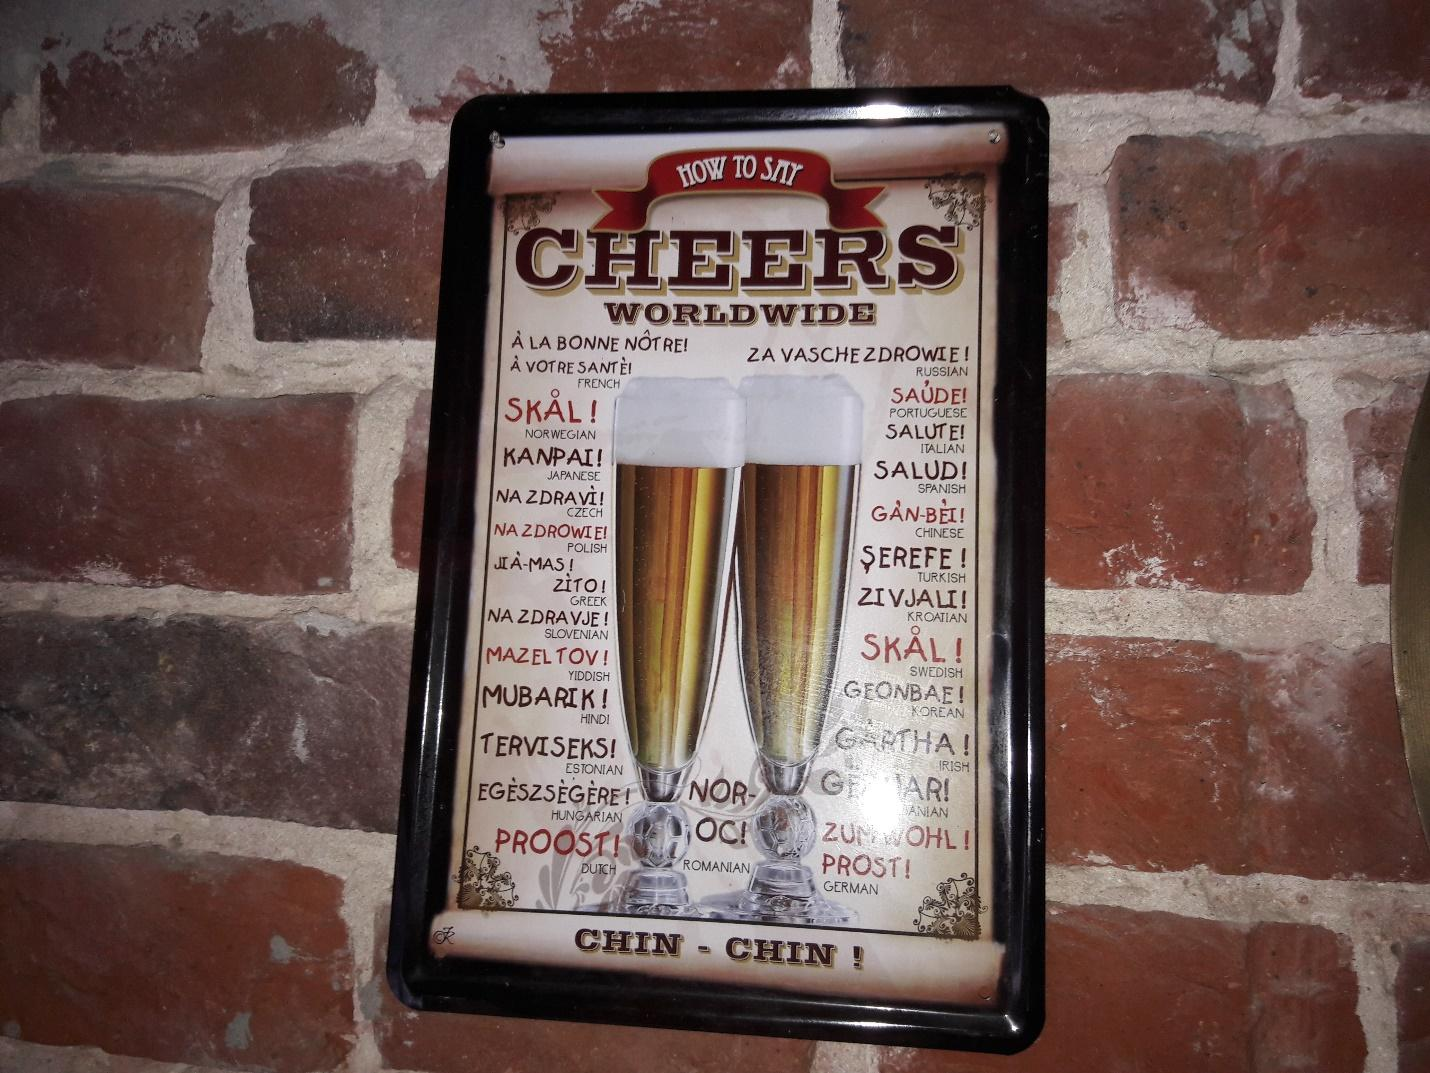 HOW TO SAY
CHEERS
WORLDWIDE
À LA BONNE NÔTRE!
À VOTRE SANTÈ!
FRENCH
SKÅL!
NORWEGIAN
KANPAI!
JAPANESE
NA ZDRAVÌ!
CZECH
NA ZDROWIE!
POLISH
JIÀ-MAS!
ZÌTO!
GREEK
NA ZDRAVJE!
SLOVENIAN
MAZEL TOV!
YIDDISH
MUBARIK!
HINDI
TERVISEKS!
ESTONIAN
EGÈSZSÈGÈRE!
HUNGARIAN
PROOST!
DUTCH
NOR-
OC!
ROMANIAN
ZA VASCHE ZDROWIE!
RUSSIAN
SAÚDE!
PORTUGUESE
SALUTE!
ITALIAN
SALUD!
SPANISH
GÀN-BÈI!
CHINESE
ŞEREFE!
TURKISH
ZIVJALI!
KROATIAN
SKÅL!
SWEDISH
GEONBAE!
KOREAN
IRISH
ZUM WOHL!
PROST!
GERMAN
CHIN - CHIN !